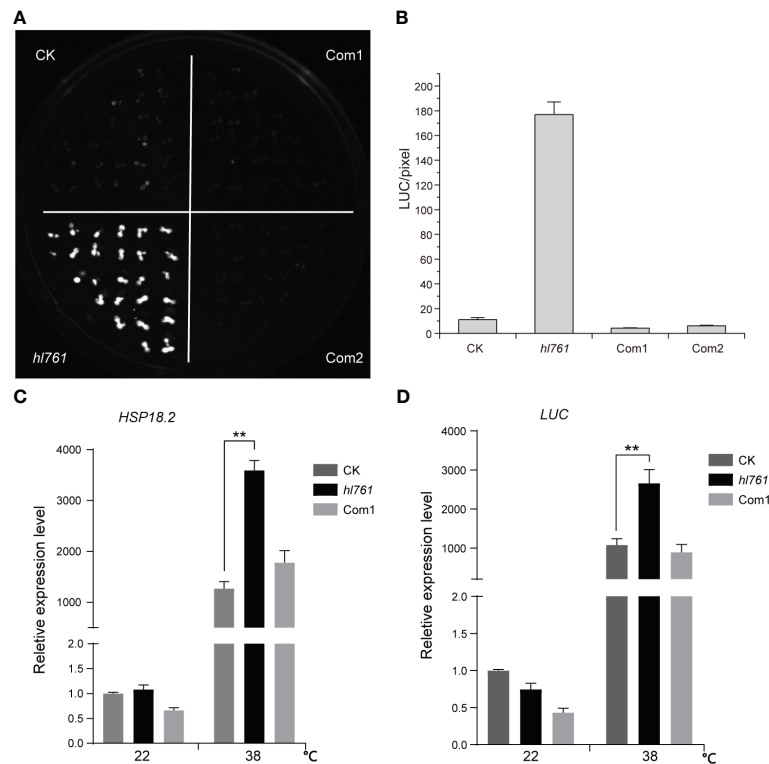 A
CK
Com1
hl761
Com2
B
LUC/pixel
200
180
160
140
120
100
80
60
40
20
0
CK
hl761
Com1
Com2
C
HSP18.2
Reletive expression level
4000
3000
2000
1000
2.0
1.5
1.0
0.5
0.0
**
CK
hl761
Com1
22
38
°C
D
LUC
Reletive expression level
4000
3000
2000
1000
2.0
1.5
1.0
0.5
0.0
**
CK
hl761
Com1
22
38
°C